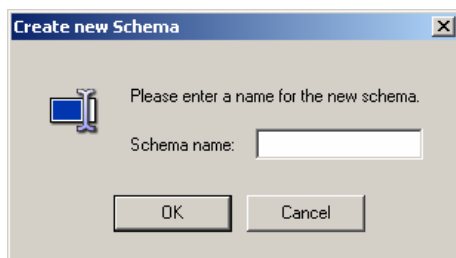 Create new Schema
Please enter a name for the new schema.
Schema name:
OK Cancel